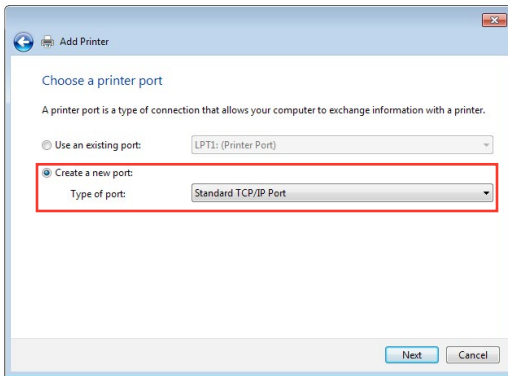 Add Printer
Choose a printer port
A printer port is a type of connection that allows your computer to exchange information with a printer.
Use an existing port: LPT1: (Printer Port)
Create a new port:
Type of port: Standard TCP/IP Port
Next Cancel